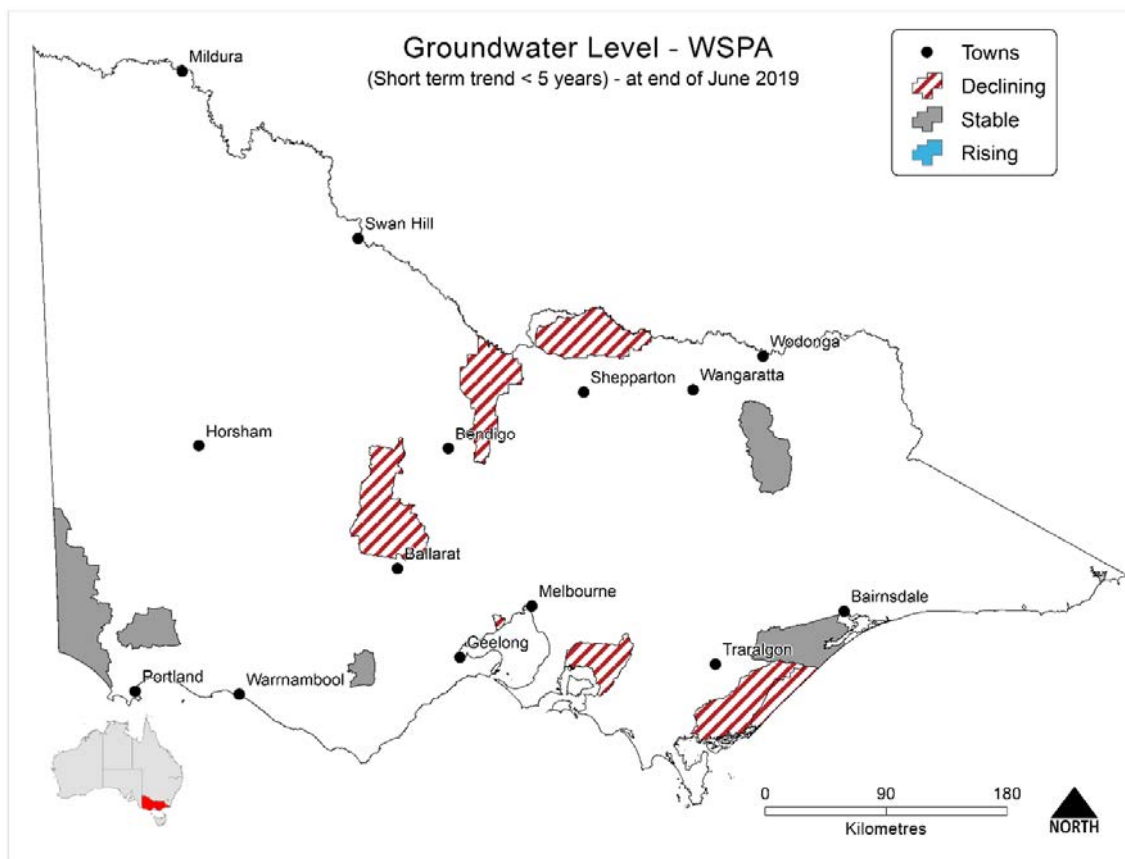 Groundwater Level - WSPA
(Short term trend < 5 years) - at end of June 2019
Towns
Declining
Stable
Rising
Mildura
Swan Hill
Wodonga
Shepparton
Wangaratta
Horsham
Bendigo
Ballarat
Melbourne
Bairnsdale
Geelong
Traralgon
Portland
Warrnambool
0 90 180
Kilometres
NORTH